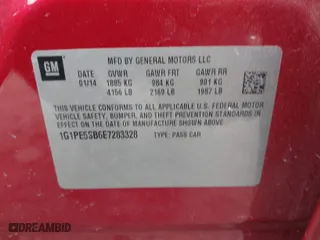 GM
MFD BY GENERAL MOTORS LLC
DATE GVWR GAWR FRT GAWR RR
01/14 1885 KG 984 KG 901 KG
4156 LB 2169 LB 1987 LB
THIS VEHICLE CONFORMS TO ALL APPLICABLE U.S. FEDERAL MOTOR
VEHICLE SAFETY, BUMPER, AND THEFT PREVENTION STANDARDS IN
EFFECT ON THE DATE OF MANUFACTURE SHOWN ABOVE.
1G1PE5SB6E7283328 TYPE: PASS CAR
DREAMBID